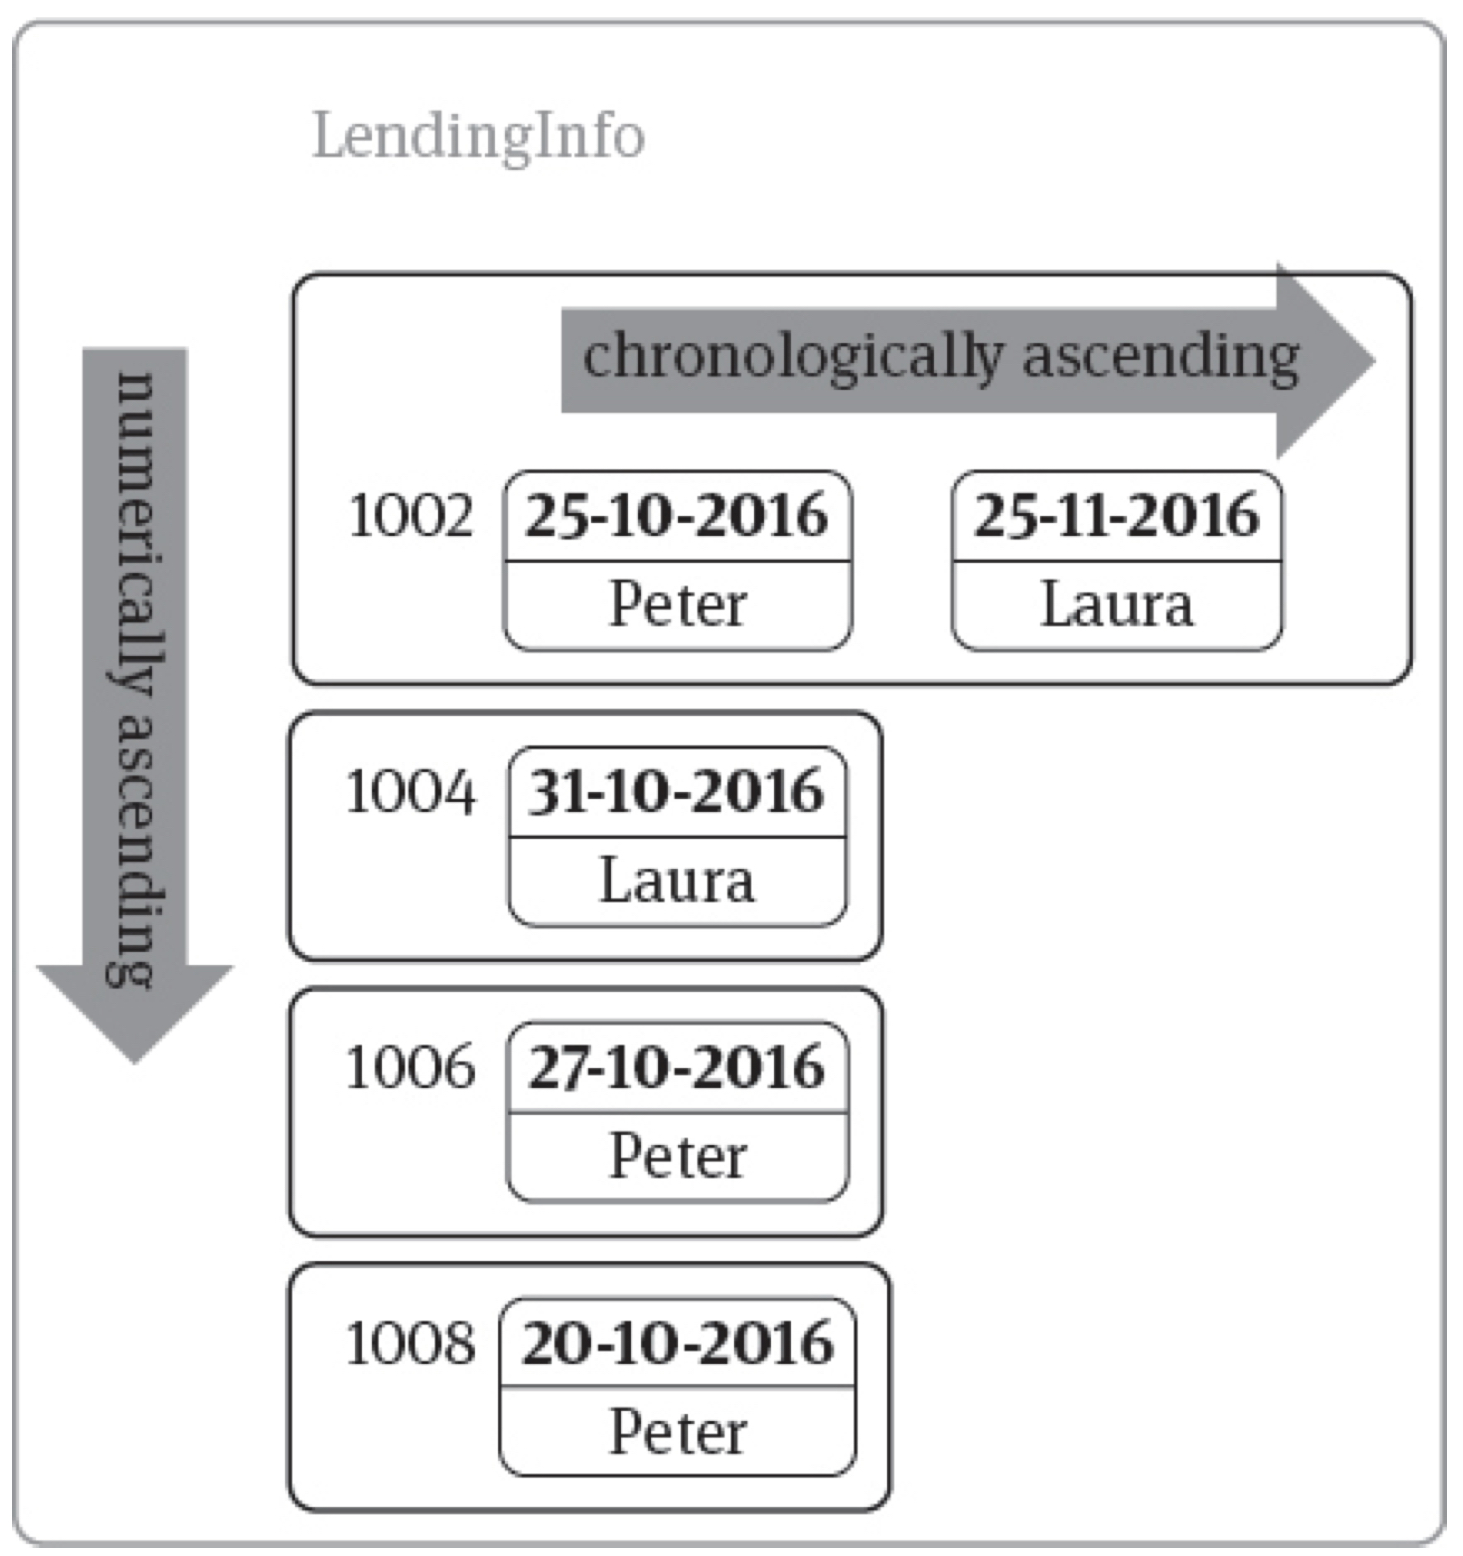 LendingInfo
chronologically ascending
numerically ascending
1002 25-10-2016 25-11-2016
Peter Laura
1004 31-10-2016
Laura
1006 27-10-2016
Peter
1008 20-10-2016
Peter